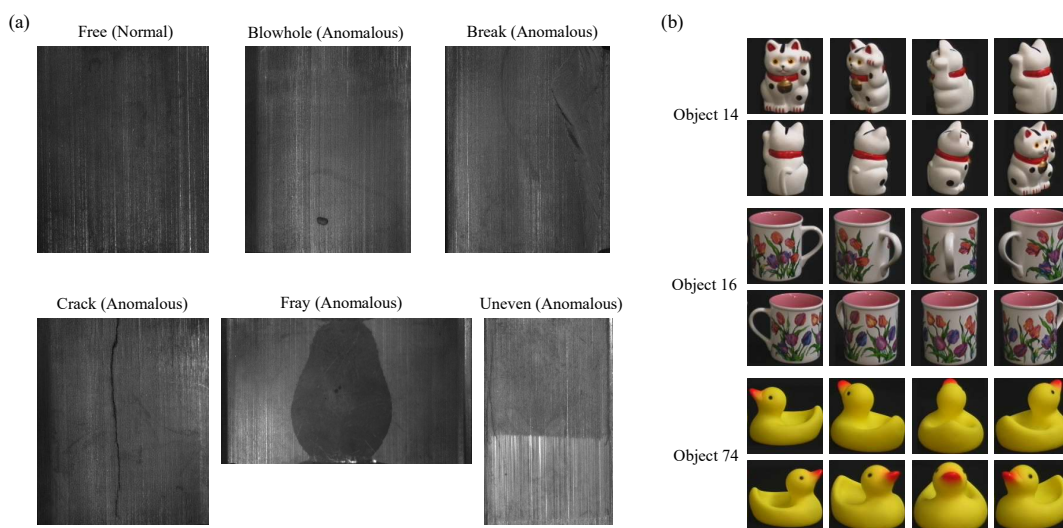 (a)
Free (Normal)
Blowhole (Anomalous)
Break (Anomalous)
Crack (Anomalous)
Fray (Anomalous)
Uneven (Anomalous)
(b)
Object 14
Object 16
Object 74